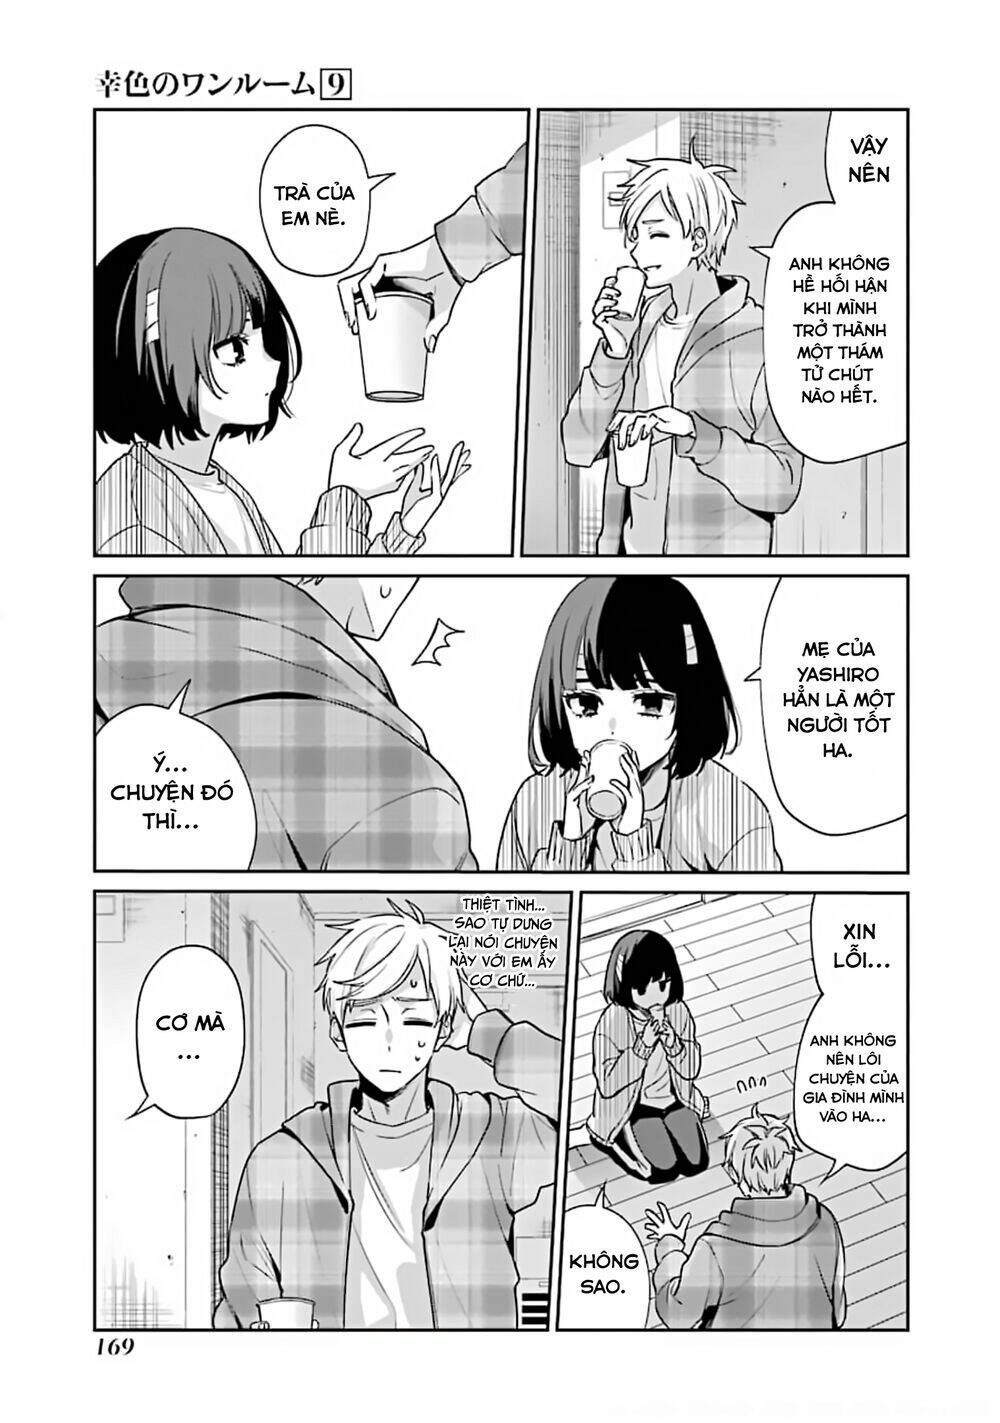 幸色のワンルーム 9
VẬY
NÊN
ANH KHÔNG
HỀ HỐI HẬN
KHI MÌNH
TRỞ THÀNH
MỘT THÁM
TỬ CHÚT
NÀO HẾT.
TRÀ CỦA
EM NÈ.
MẸ CỦA
YASHIRO
HẲN LÀ MỘT
NGƯỜI TỐT
HA.
Ý...
CHUYỆN ĐÓ
THÌ...
XIN
LỖI...
ANH KHÔNG
NÊN LÔI
CHUYỆN CỦA
GIA ĐÌNH MÌNH
VÀO HA...
KHÔNG
SAO.
THIỆT TÌNH...
SAO TỰ DƯNG
LẠI NÓI CHUYỆN
NÀY VỚI EM ẤY
CƠ CHỨ...
CƠ MÀ
...
169